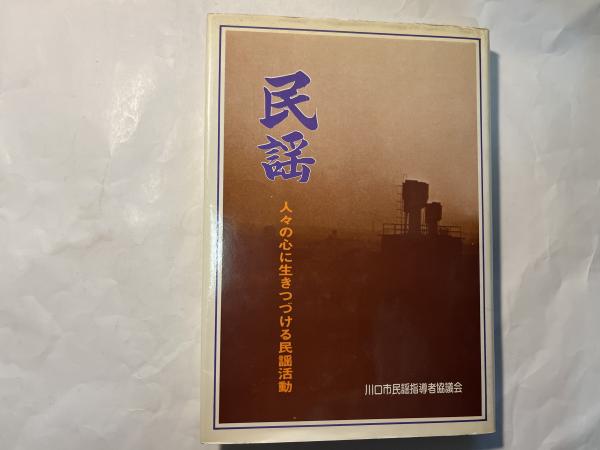 民謡
人々の心に生きつづける民謡活動
川口市民謡指導者協議会